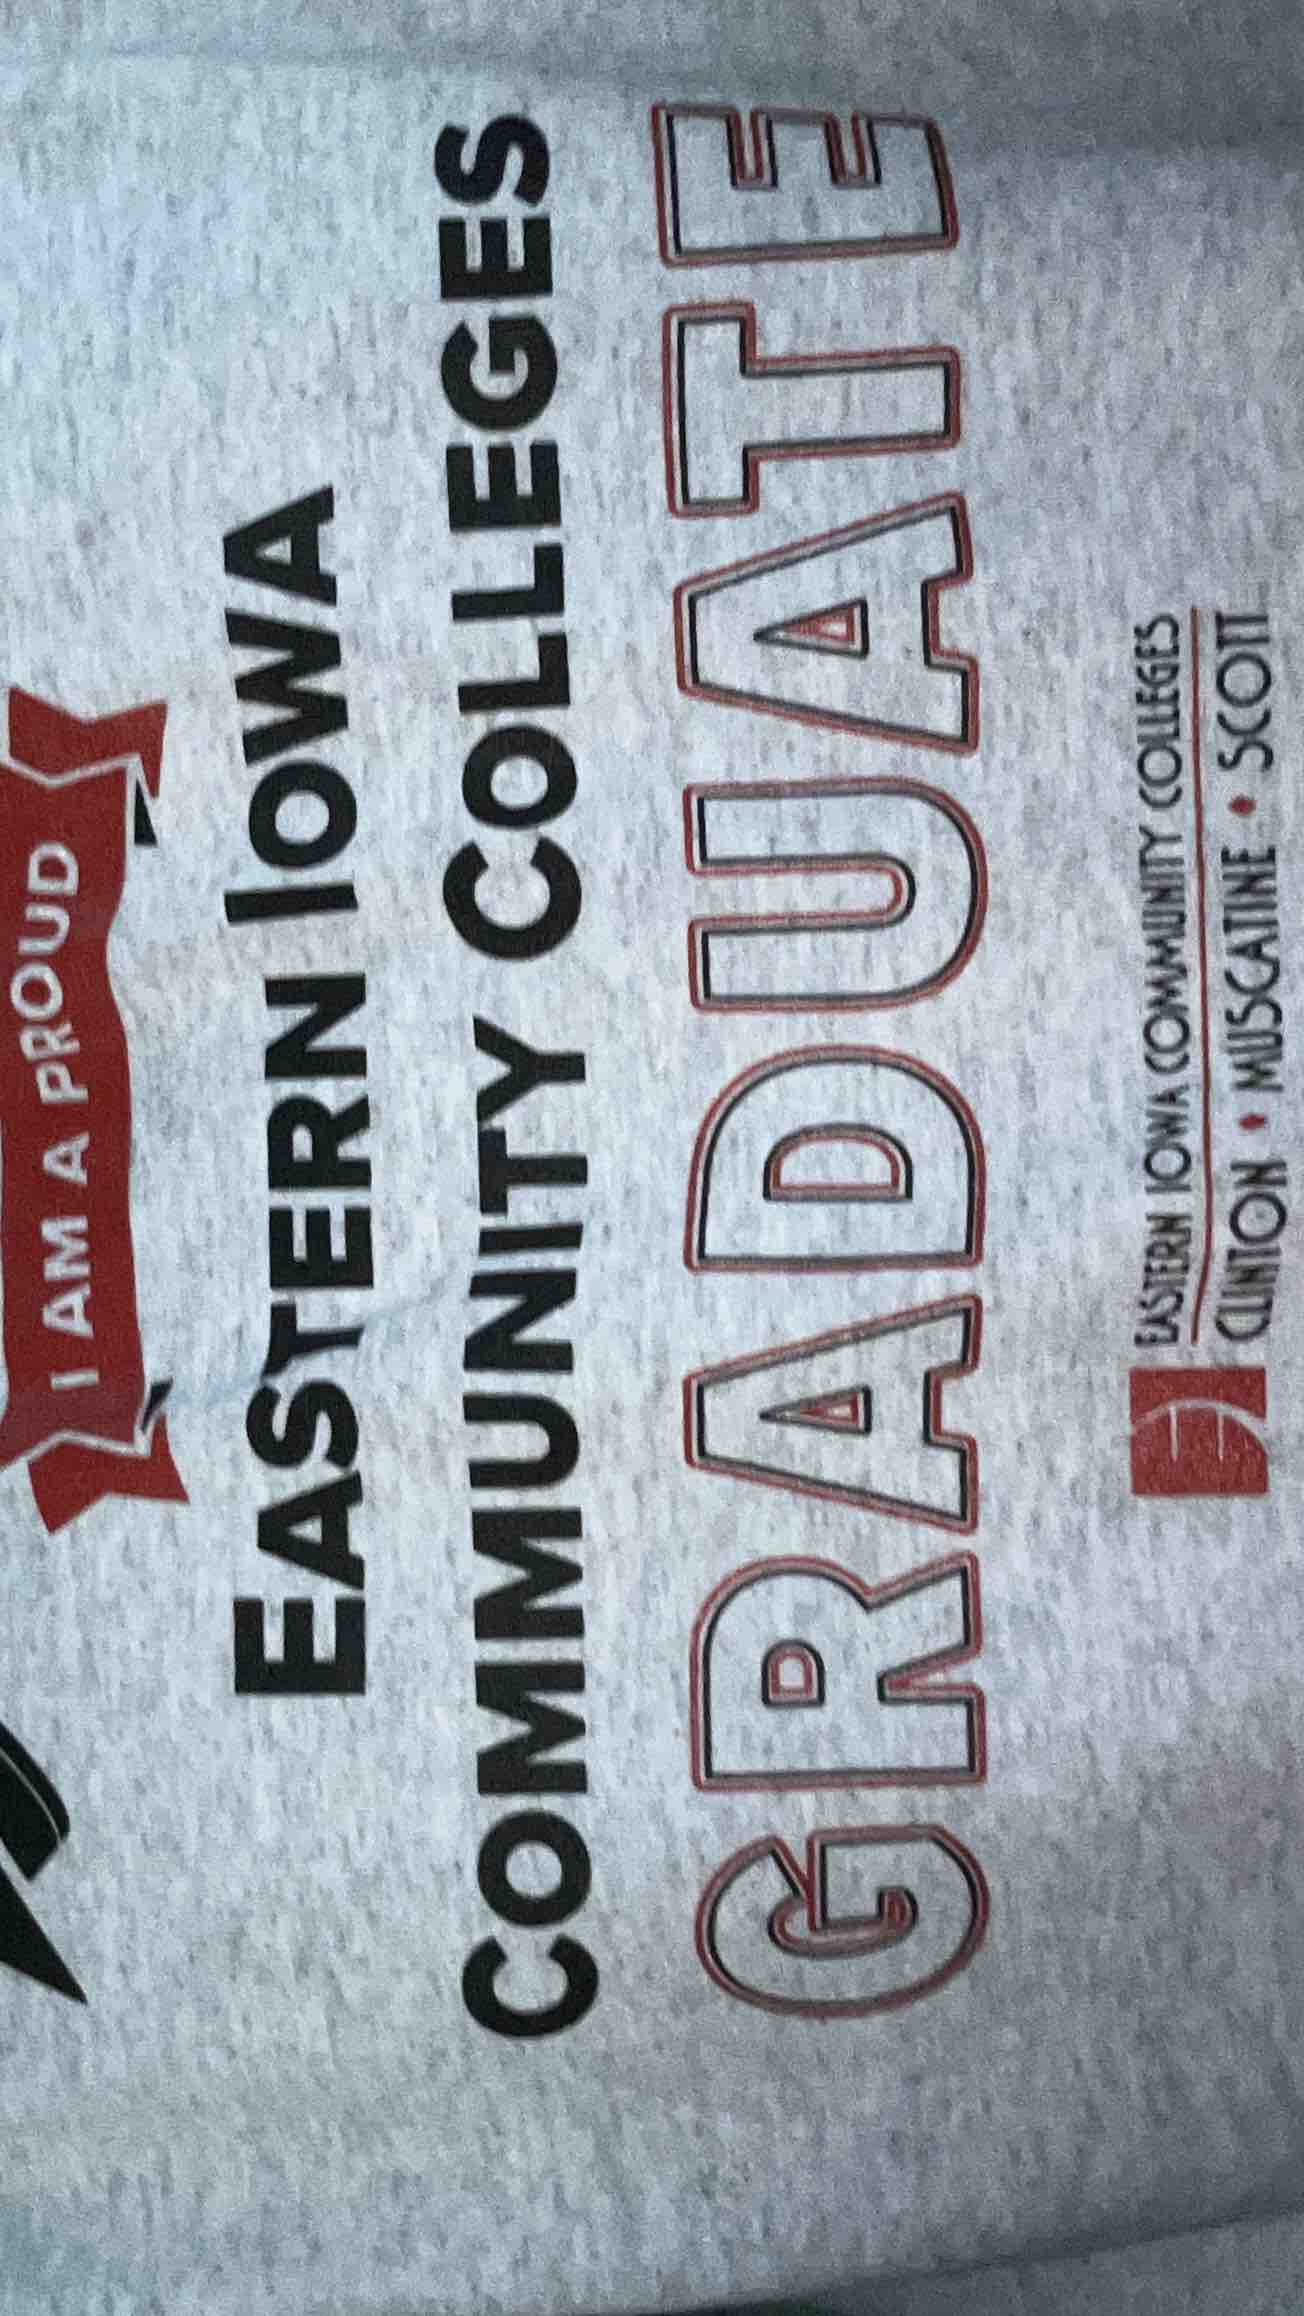 I AM A PROUD
EASTERN IOWA
COMMUNITY COLLEGES
GRADUATE
EASTERN IOWA COMMUNITY COLLEGES
CLINTON • MUSCATINE • SCOTT